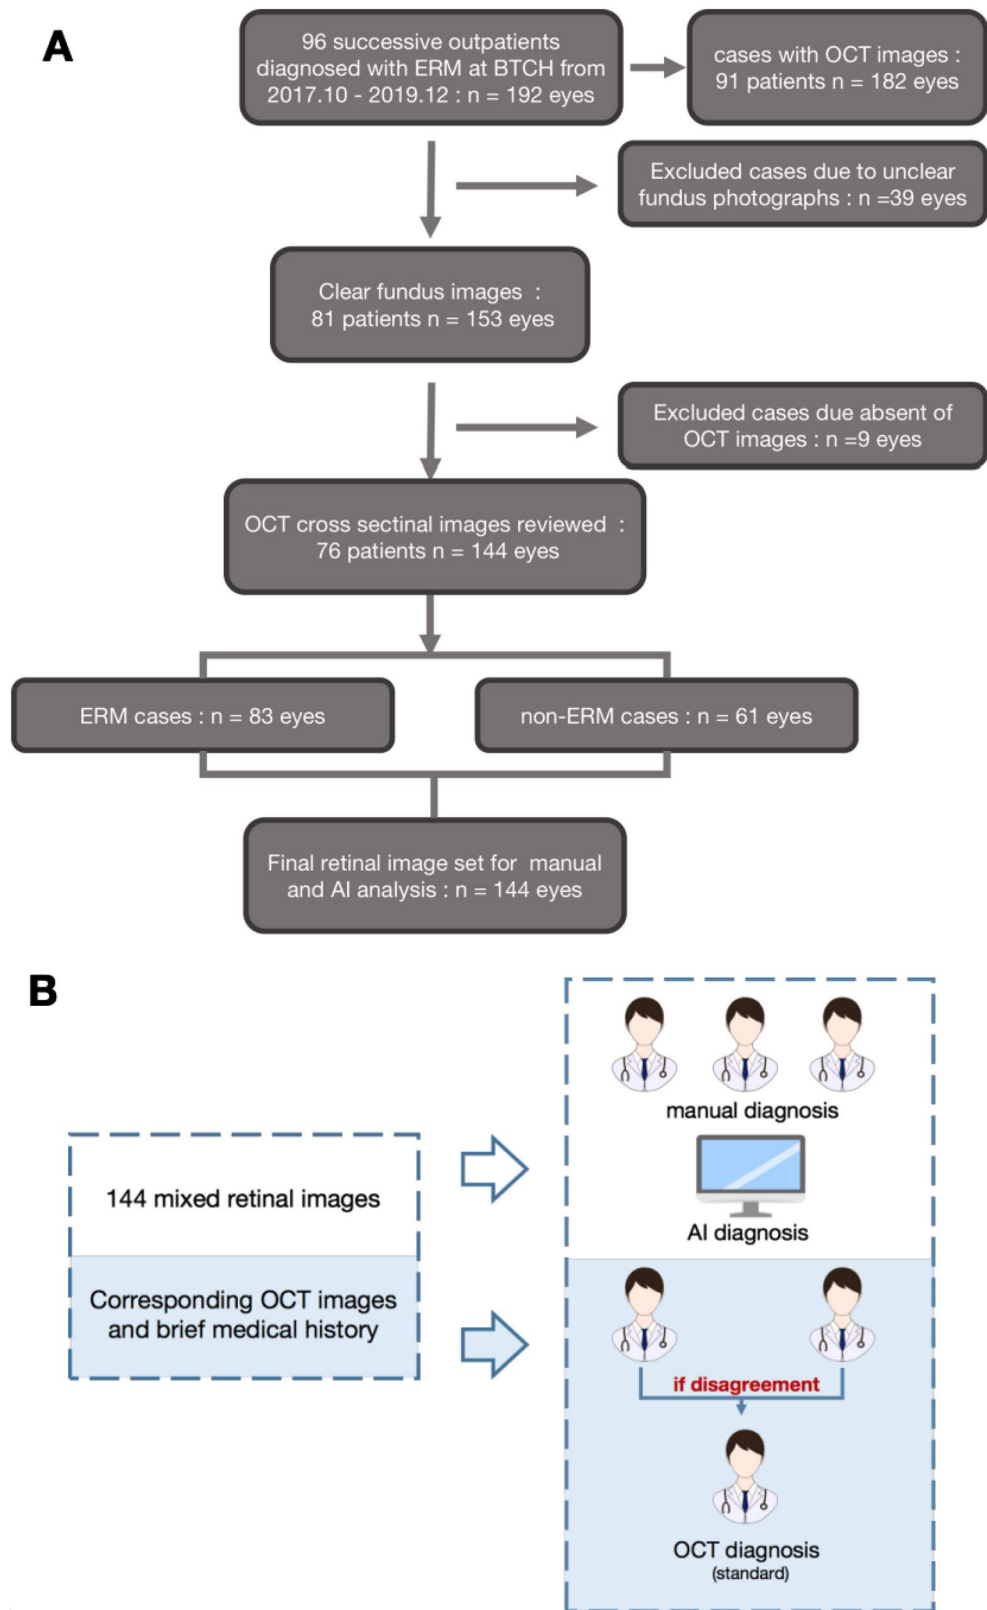 A
96 successive outpatients
diagnosed with ERM at BTCH from
2017.10 - 2019.12 : n = 192 eyes
cases with OCT images :
91 patients n = 182 eyes
Excluded cases due to unclear
fundus photographs : n =39 eyes
Clear fundus images :
81 patients n = 153 eyes
Excluded cases due absent of
OCT images : n =9 eyes
OCT cross sectinal images reviewed :
76 patients n = 144 eyes
ERM cases : n = 83 eyes
non-ERM cases : n = 61 eyes
Final retinal image set for manual
and AI analysis : n = 144 eyes
B
144 mixed retinal images
Corresponding OCT images
and brief medical history
manual diagnosis
AI diagnosis
if disagreement
OCT diagnosis
(standard)